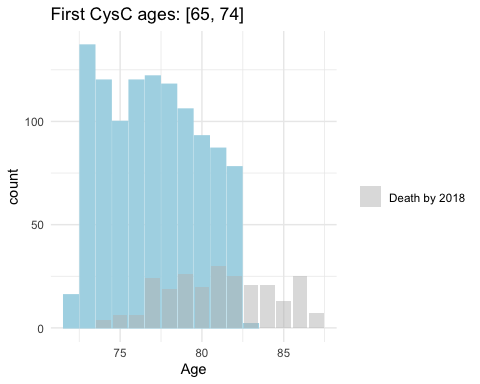 First CysC ages: [65, 74]
100
50
0
count
75 80 85
Age
Death by 2018